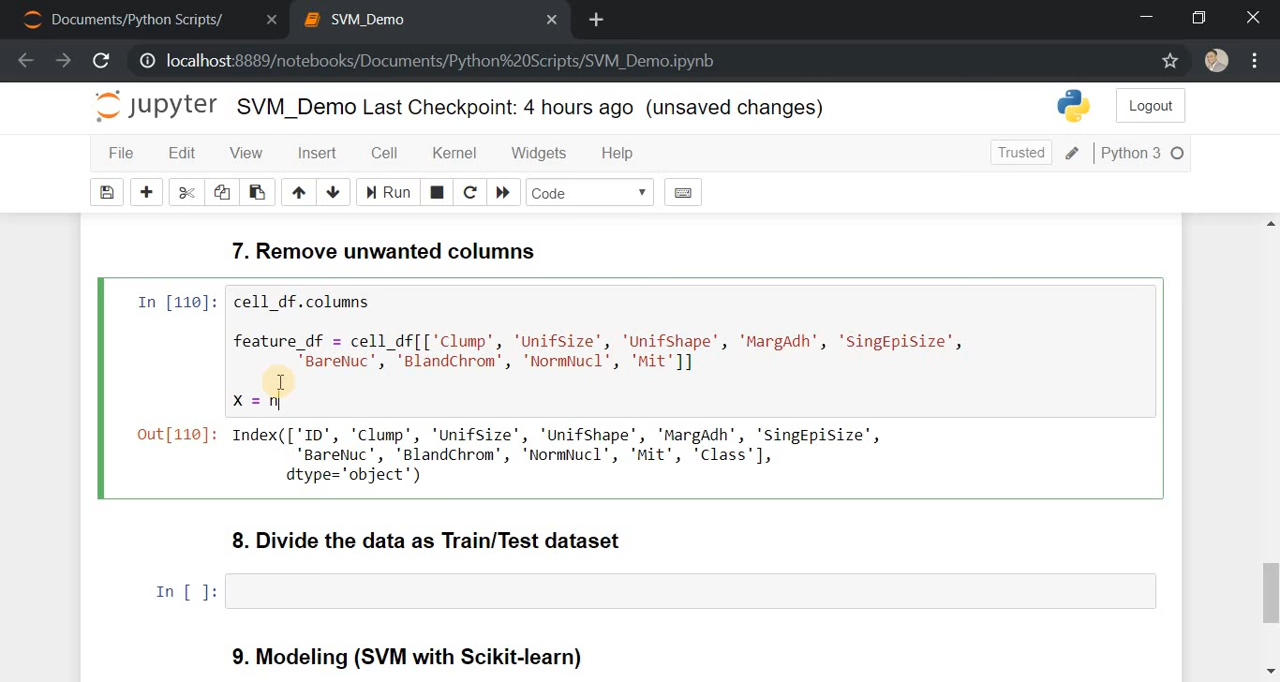 Documents/Python Scripts/
SVM_Demo
localhost:8889/notebooks/Documents/Python%20Scripts/SVM_Demo.ipynb
jupyter SVM_Demo Last Checkpoint: 4 hours ago (unsaved changes) Logout
File Edit View Insert Cell Kernel Widgets Help Trusted Python 3
Run Code
7. Remove unwanted columns
In [110]: cell_df.columns
feature_df = cell_df[['Clump', 'UnifSize', 'UnifShape', 'MargAdh', 'SingEpiSize',
'BareNuc', 'BlandChrom', 'NormNucl', 'Mit']]
X = n
Out[110]: Index(['ID', 'Clump', 'UnifSize', 'UnifShape', 'MargAdh', 'SingEpiSize',
'BareNuc', 'BlandChrom', 'NormNucl', 'Mit', 'Class'],
dtype='object')
8. Divide the data as Train/Test dataset
In [ ]:
9. Modeling (SVM with Scikit-learn)